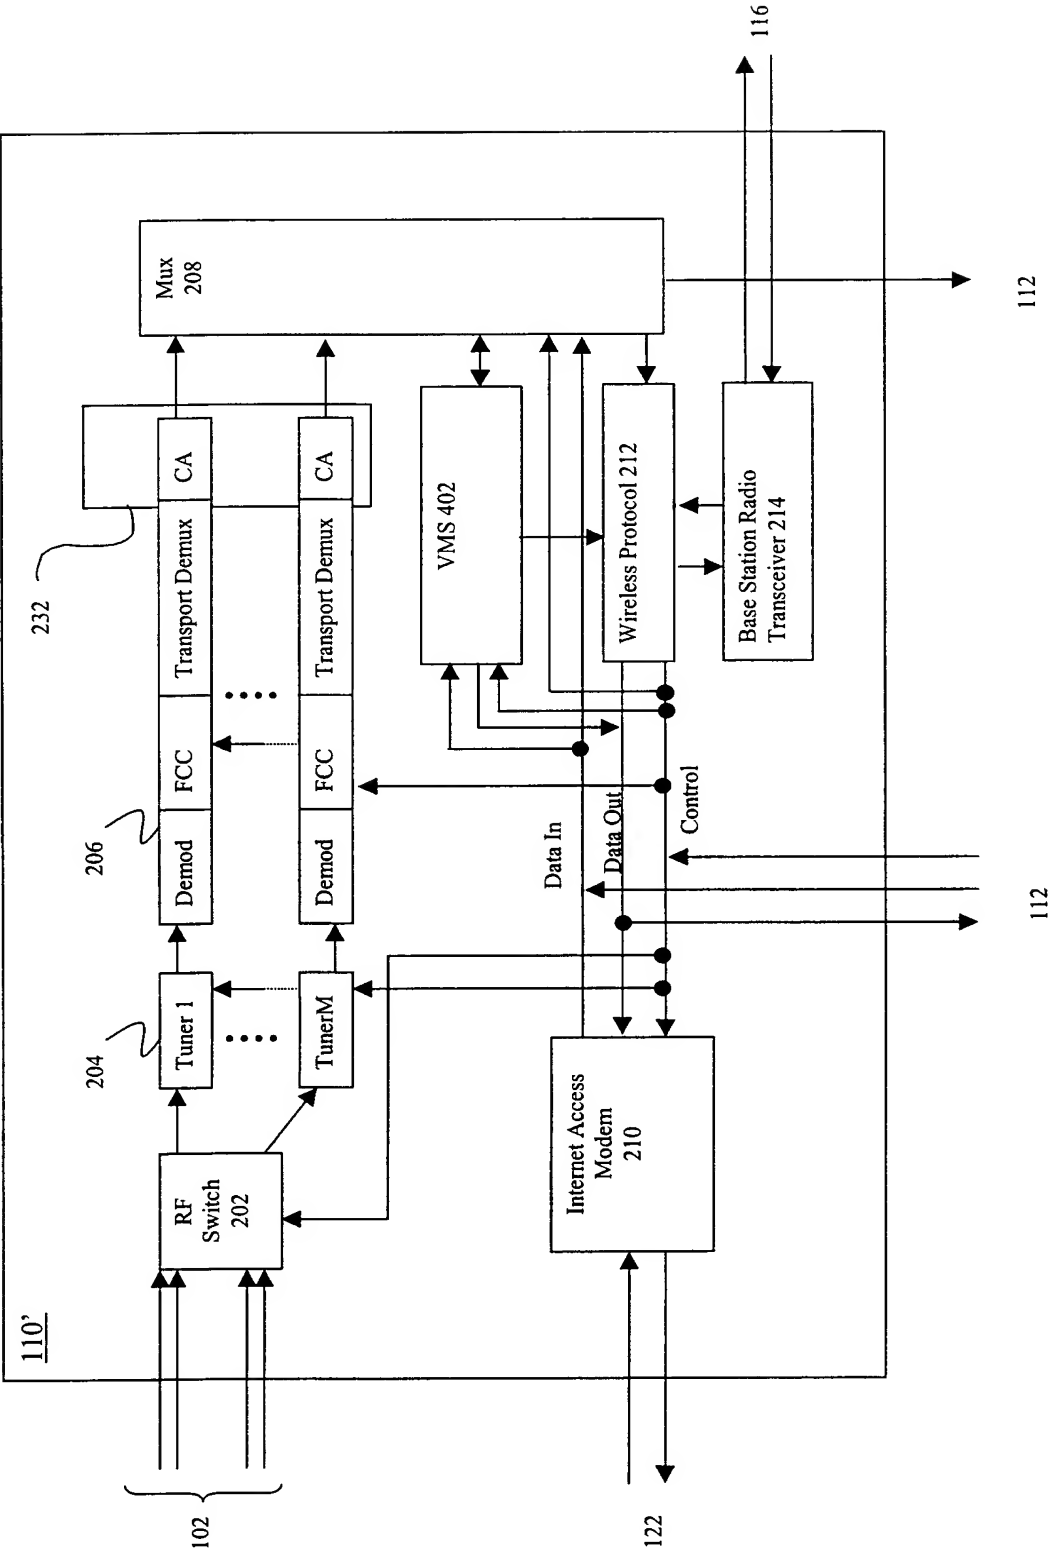 110'
102
RF
Switch
202
204
Tuner 1
TunerM
206
Demod
FCC
Transport Demux
CA
Demod
FCC
Transport Demux
CA
232
Mux
208
VMS 402
Wireless Protocol 212
Base Station Radio
Transceiver 214
Data In
Data Out
Control
Internet Access
Modem
210
122
112
112
116